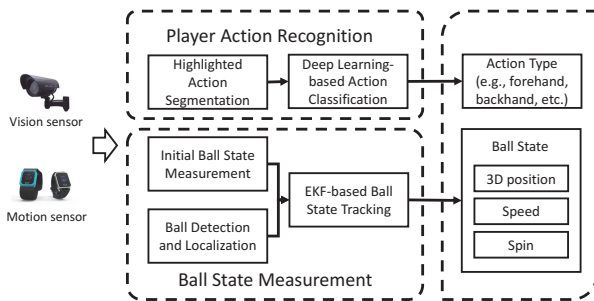 Player Action Recognition
Highlighted
Action
Segmentation
Deep Learning-
based Action
Classification
Action Type
(e.g., forehand,
backhand, etc.)
Vision sensor
Motion sensor
Initial Ball State
Measurement
Ball Detection
and Localization
EKF-based Ball
State Tracking
Ball State Measurement
Ball State
3D position
Speed
Spin